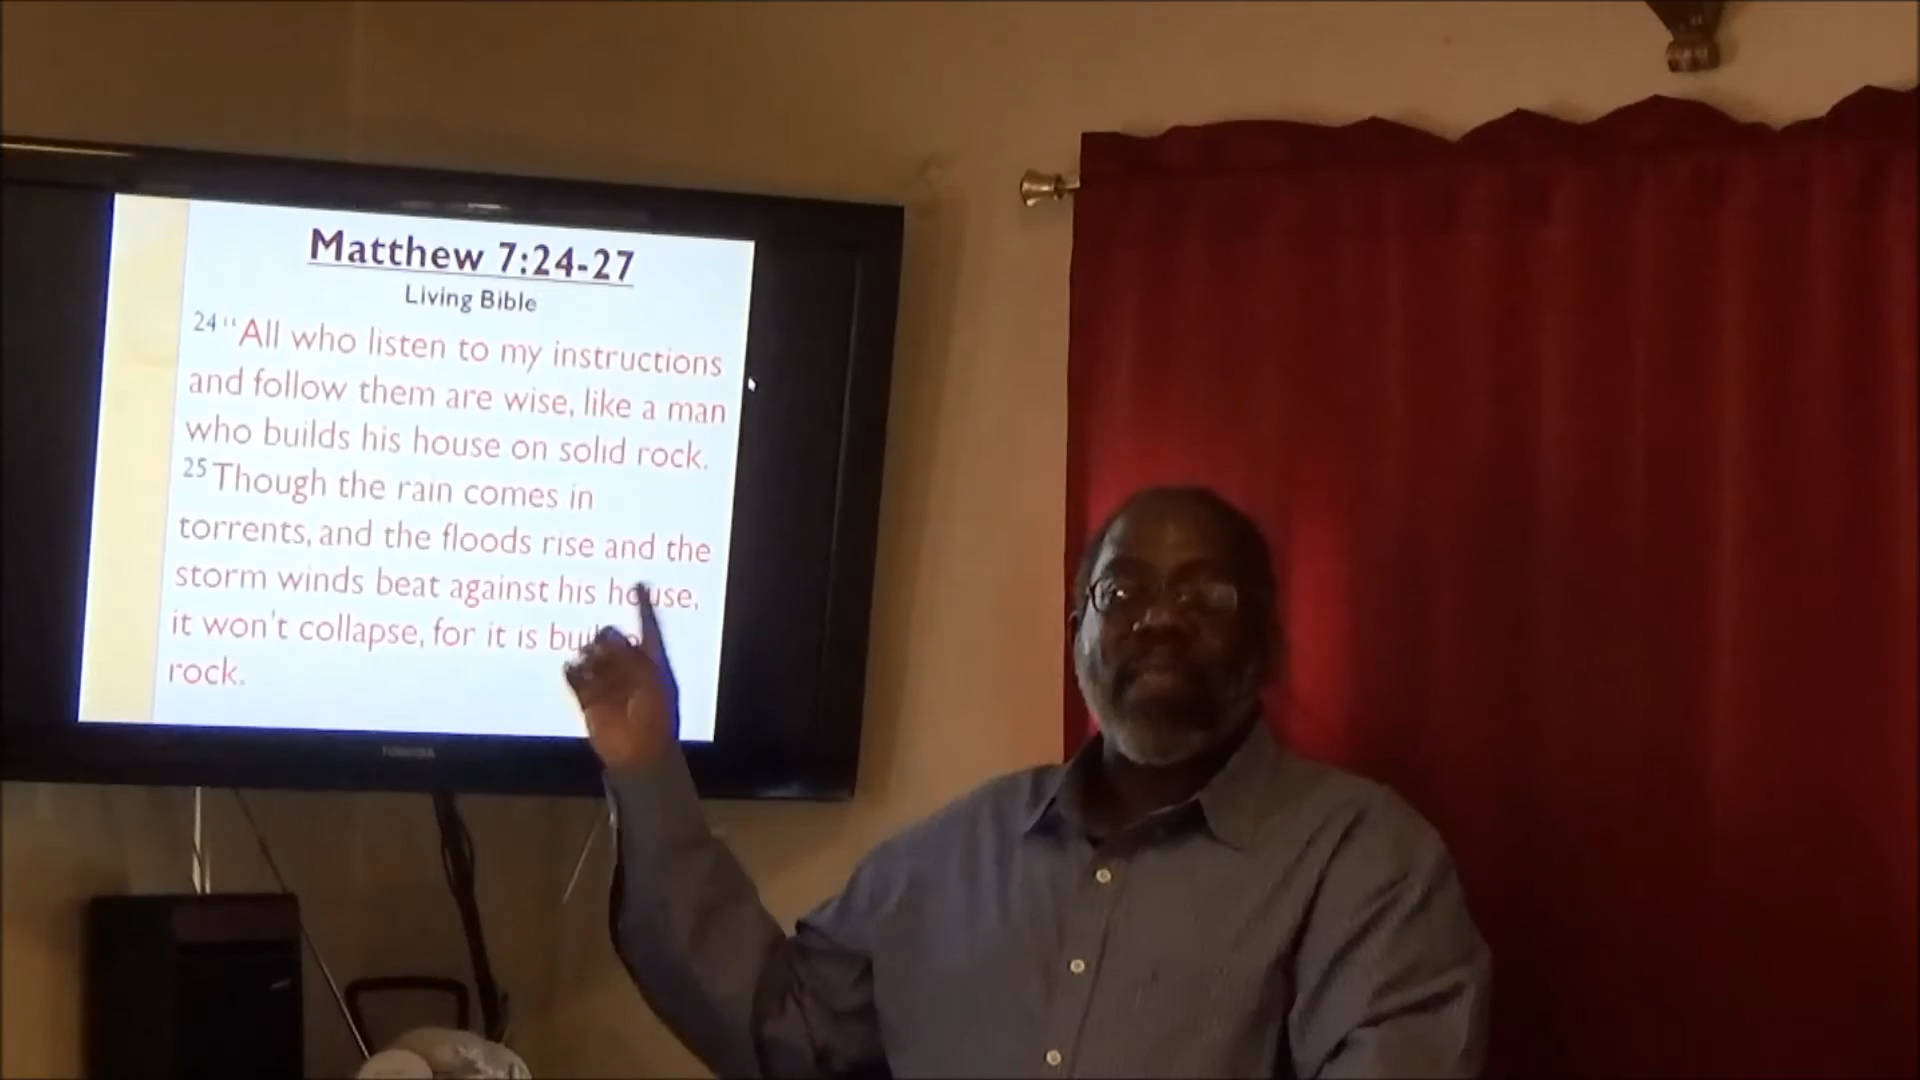 Matthew 7:24-27
Living Bible
24 "All who listen to my instructions
and follow them are wise, like a man
who builds his house on solid rock.
25 Though the rain comes in
torrents, and the floods rise and the
storm winds beat against his house,
it won't collapse, for it is
rock.
TOSHIBA